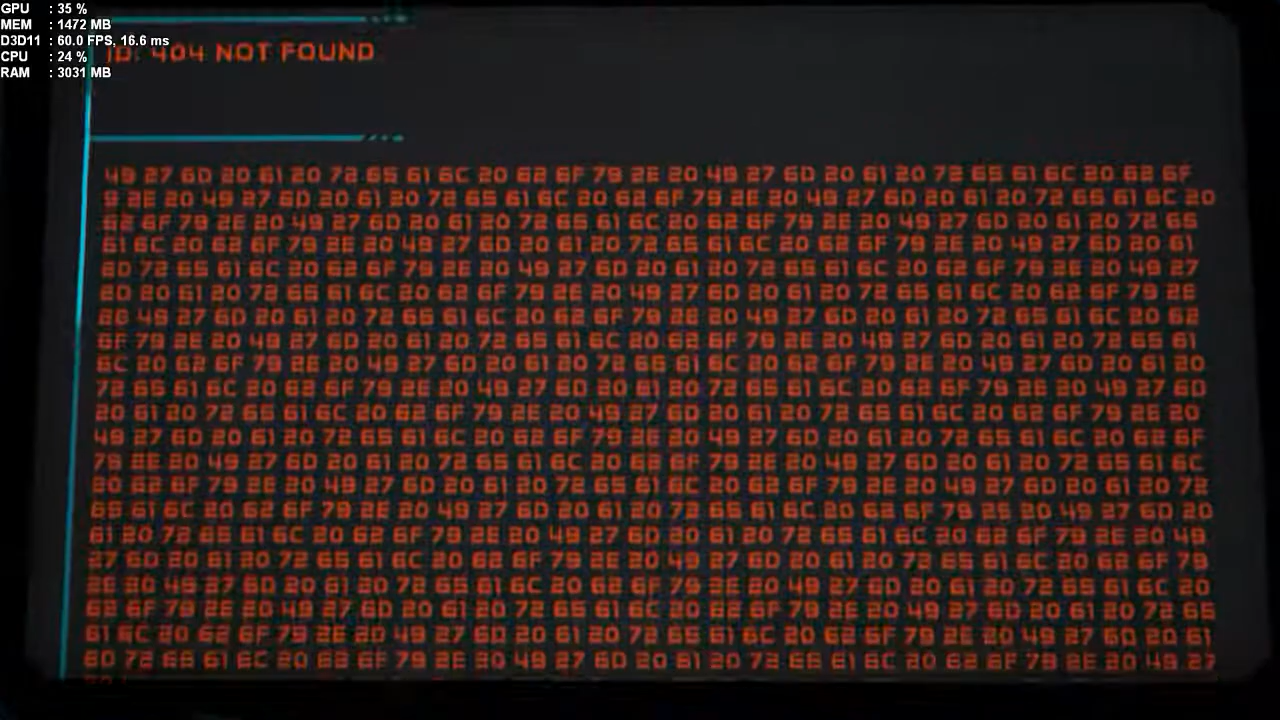 GPU : 35 %
MEM : 1472 MB
D3D11 : 60.0 FPS, 16.6 ms
CPU : 24 %
RAM : 3031 MB
ID: 404 NOT FOUND
49 27 6D 20 61 20 72 65 61 6C 20 62 6F 79 2E 20 49 27 6D 20 61 20 72 65 61 6C 20 62 6F
9 2E 20 49 27 6D 20 61 20 72 65 61 6C 20 62 6F 79 2E 20 49 27 6D 20 61 20 72 65 61 6C 20
62 6F 79 2E 20 49 27 6D 20 61 20 72 65 61 6C 20 62 6F 79 2E 20 49 27 6D 20 61 20 72 65
61 6C 20 62 6F 79 2E 20 49 27 6D 20 61 20 72 65 61 6C 20 62 6F 79 2E 20 49 27 6D 20 61
20 72 65 61 6C 20 62 6F 79 2E 20 49 27 6D 20 61 20 72 65 61 6C 20 62 6F 79 2E 20 49 27
6D 20 61 20 72 65 61 6C 20 62 6F 79 2E 20 49 27 6D 20 61 20 72 65 61 6C 20 62 6F 79 2E
20 49 27 6D 20 61 20 72 65 61 6C 20 62 6F 79 2E 20 49 27 6D 20 61 20 72 65 61 6C 20 62
6F 79 2E 20 49 27 6D 20 61 20 72 65 61 6C 20 62 6F 79 2E 20 49 27 6D 20 61 20 72 65 61
6C 20 62 6F 79 2E 20 49 27 6D 20 61 20 72 65 61 6C 20 62 6F 79 2E 20 49 27 6D 20 61 20
72 65 61 6C 20 62 6F 79 2E 20 49 27 6D 20 61 20 72 65 61 6C 20 62 6F 79 2E 20 49 27 6D
20 61 20 72 65 61 6C 20 62 6F 79 2E 20 49 27 6D 20 61 20 72 65 61 6C 20 62 6F 79 2E 20
49 27 6D 20 61 20 72 65 61 6C 20 62 6F 79 2E 20 49 27 6D 20 61 20 72 65 61 6C 20 62 6F
79 2E 20 49 27 6D 20 61 20 72 65 61 6C 20 62 6F 79 2E 20 49 27 6D 20 61 20 72 65 61 6C
20 62 6F 79 2E 20 49 27 6D 20 61 20 72 65 61 6C 20 62 6F 79 2E 20 49 27 6D 20 61 20 72
65 61 6C 20 62 6F 79 2E 20 49 27 6D 20 61 20 72 65 61 6C 20 62 6F 79 2E 20 49 27 6D 20
61 20 72 65 61 6C 20 62 6F 79 2E 20 49 27 6D 20 61 20 72 65 61 6C 20 62 6F 79 2E 20 49
27 6D 20 61 20 72 65 61 6C 20 62 6F 79 2E 20 49 27 6D 20 61 20 72 65 61 6C 20 62 6F 79
2E 20 49 27 6D 20 61 20 72 65 61 6C 20 62 6F 79 2E 20 49 27 6D 20 61 20 72 65 61 6C 20
62 6F 79 2E 20 49 27 6D 20 61 20 72 65 61 6C 20 62 6F 79 2E 20 49 27 6D 20 61 20 72 65
61 6C 20 62 6F 79 2E 20 49 27 6D 20 61 20 72 65 61 6C 20 62 6F 79 2E 20 49 27 6D 20 61
20 72 65 61 6C 20 62 6F 79 2E 20 49 27 6D 20 61 20 72 65 61 6C 20 62 6F 79 2E 20 49 27